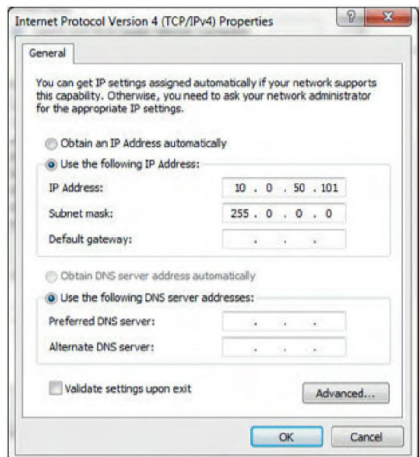 Internet Protocol Version 4 (TCP/IPv4) Properties
General
You can get IP settings assigned automatically if your network supports
this capability. Otherwise, you need to ask your network administrator
for the appropriate IP settings.
Obtain an IP Address automatically
Use the following IP Address:
IP Address: 10 . 0 . 50 . 101
Subnet mask: 255 . 0 . 0 . 0
Default gateway: . . .
Obtain DNS server address automatically
Use the following DNS server addresses:
Preferred DNS server: . . .
Alternate DNS server: . . .
Validate settings upon exit
Advanced...
OK Cancel